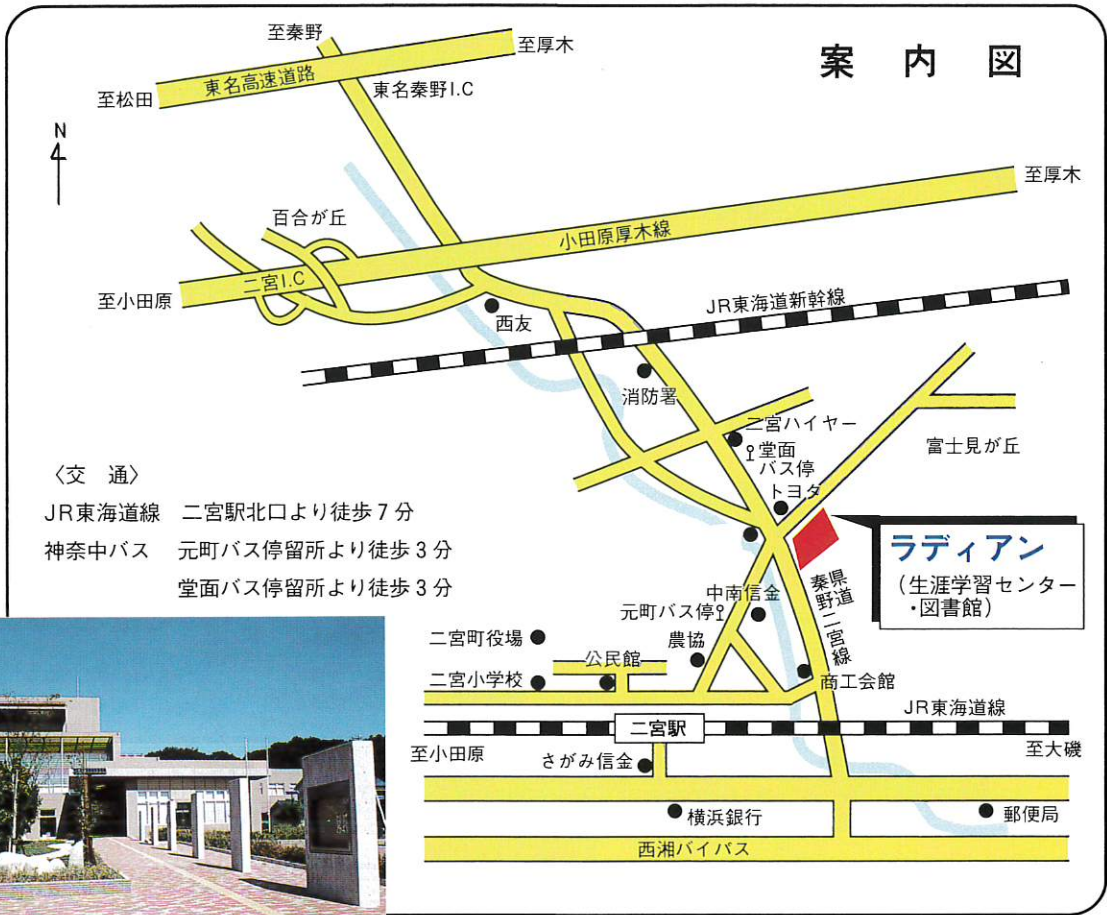 案内図
至秦野
至厚木
東名高速道路
至松田
東名秦野I.C
N
至厚木
百合が丘
小田原厚木線
二宮I.C
至小田原
西友
JR東海道新幹線
消防署
二宮ハイヤー
堂面
バス停
トヨタ
富士見が丘
〈交 通〉
JR東海道線 二宮駅北口より徒歩7分
神奈中バス 元町バス停留所より徒歩3分
堂面バス停留所より徒歩3分
ラディアン
(生涯学習センター
・図書館)
県道
秦野二宮線
中南信金
元町バス停
農協
二宮町役場
公民館
二宮小学校
商工会館
JR東海道線
二宮駅
至小田原
至大磯
さがみ信金
横浜銀行
郵便局
西湘バイパス